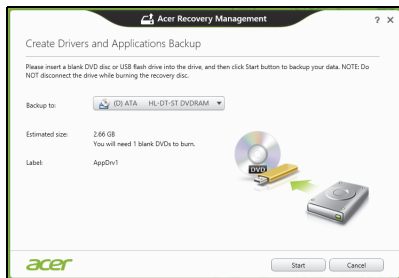 Acer Recovery Management
? ×
Create Drivers and Applications Backup
Please insert a blank DVD disc or USB flash drive into the drive, and then click Start button to backup your data. NOTE: Do
NOT disconnect the drive while burning the recovery disc.
Backup to: (D) ATA HL-DT-ST DVDRAM
Estimated size: 2.66 GB
You will need 1 blank DVDs to burn.
Label: AppDrv1
DVD
acer Start Cancel